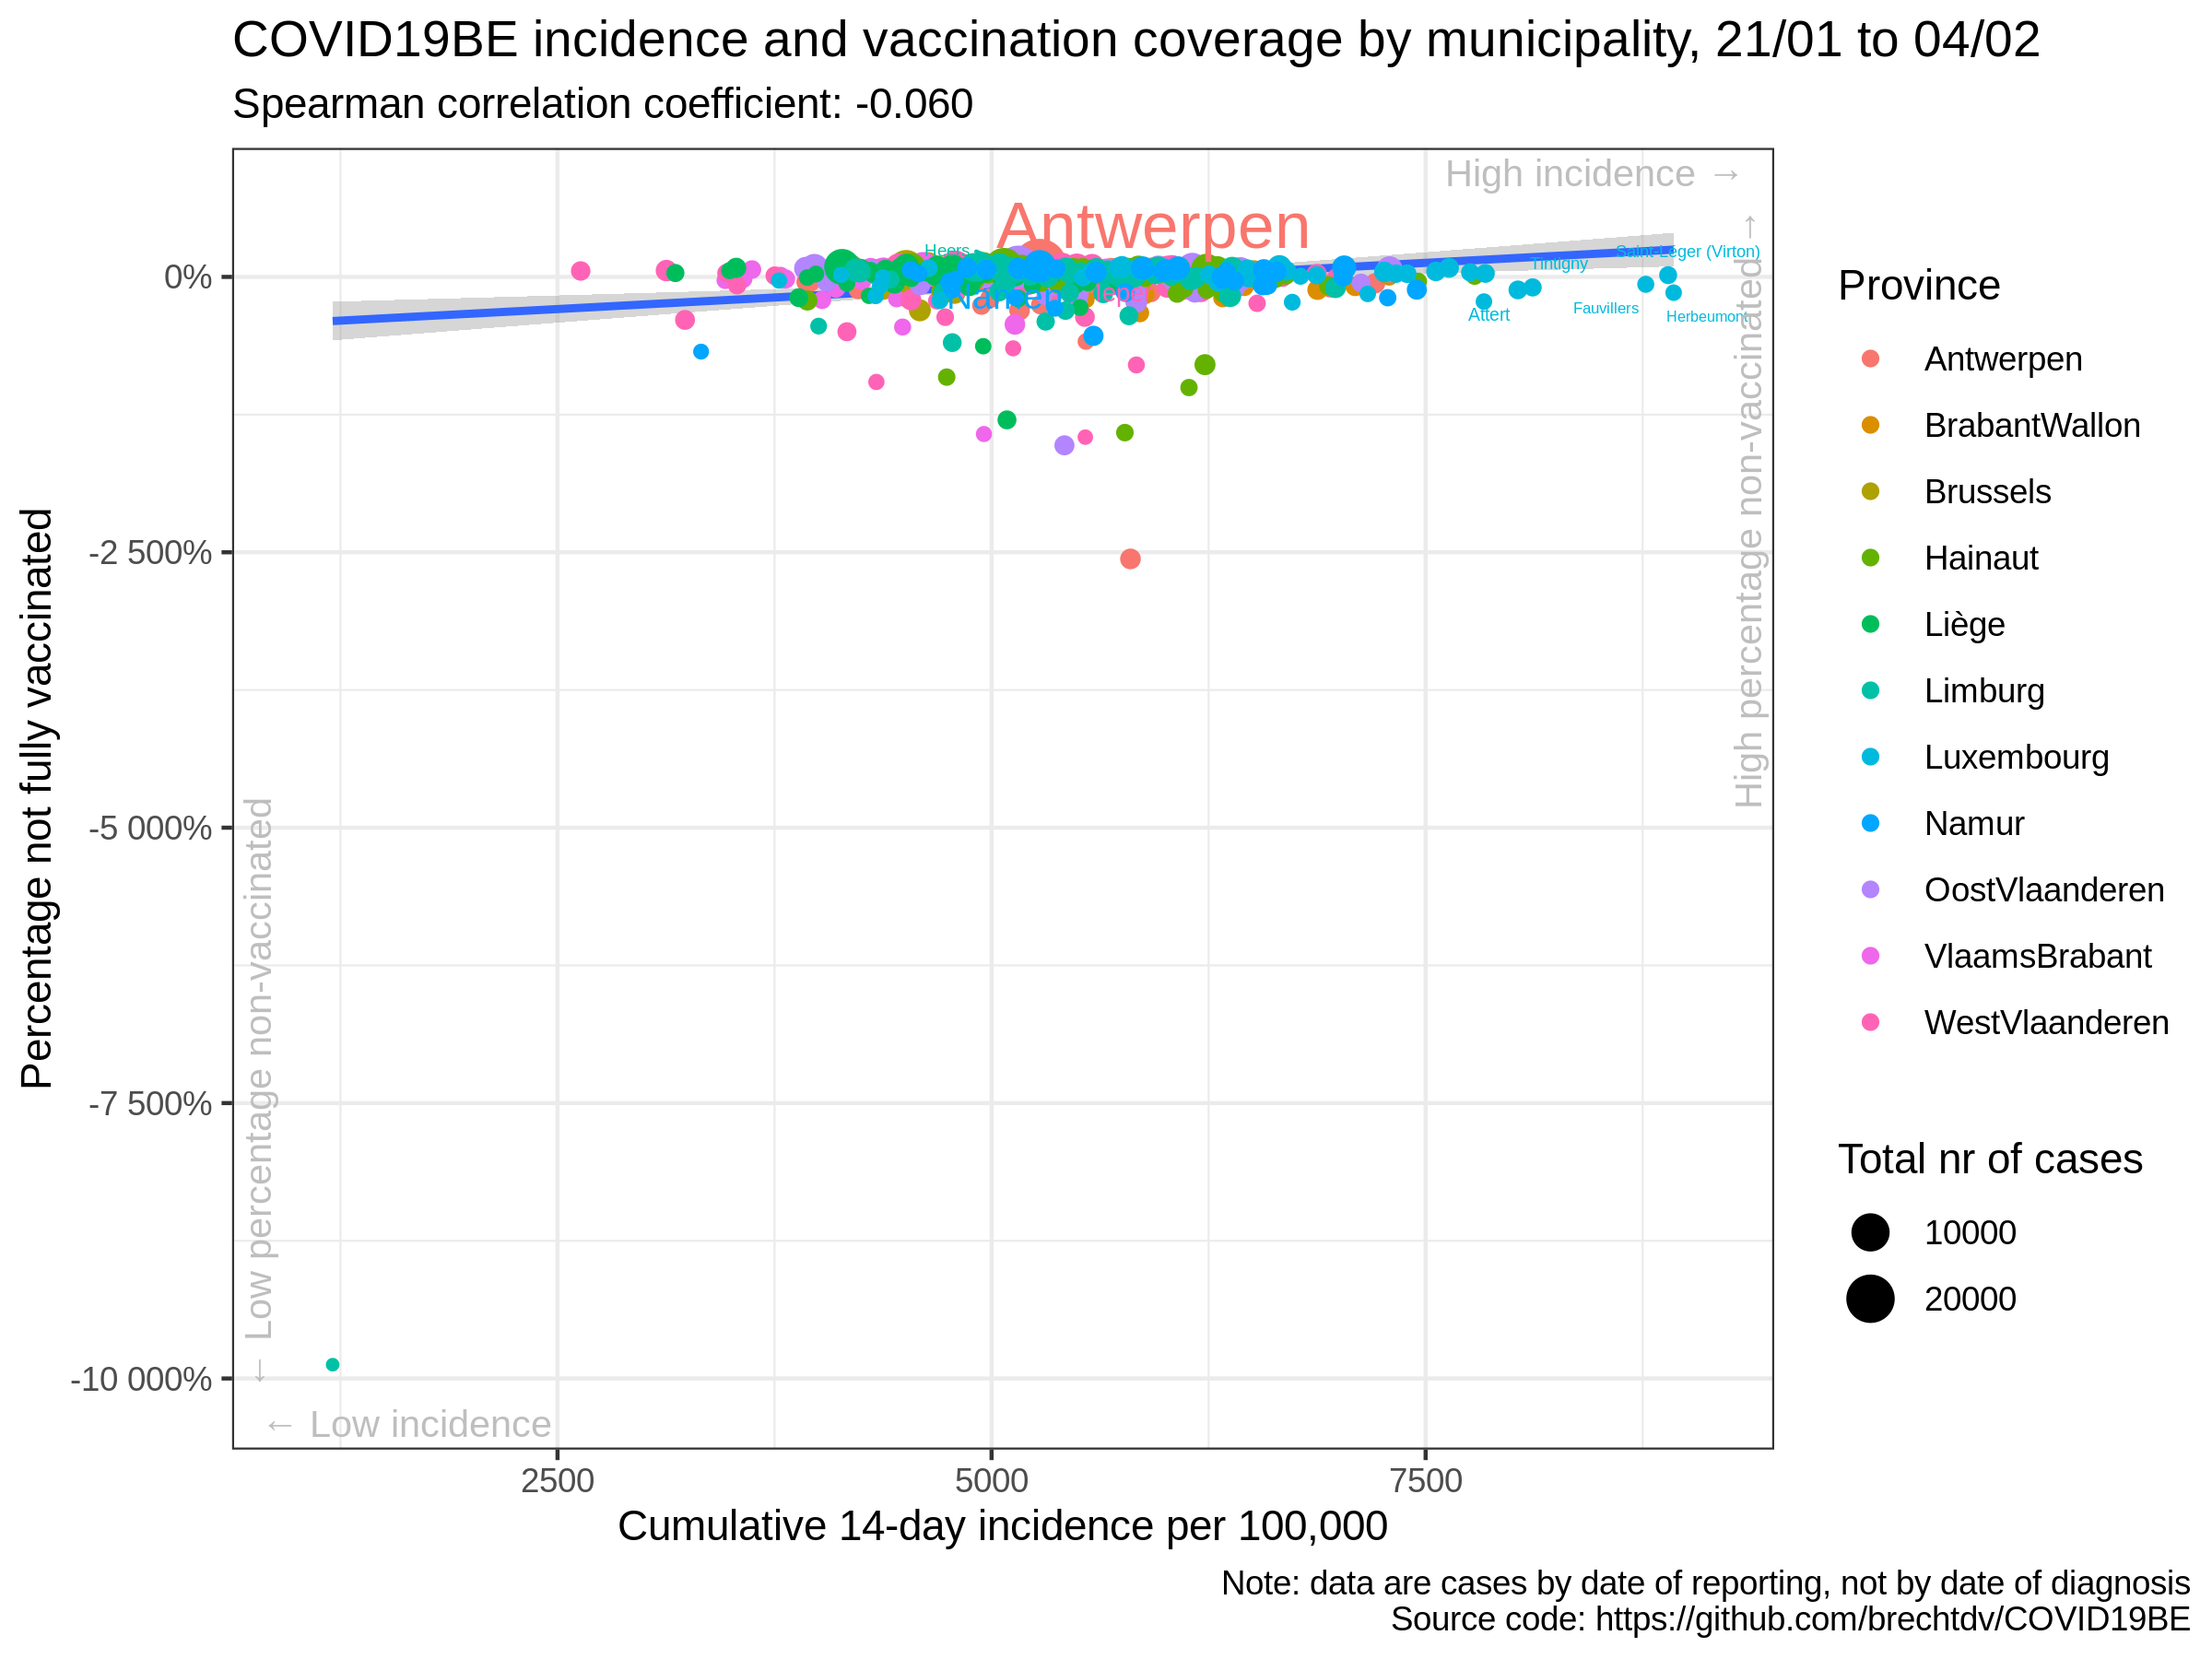 COVID19BE incidence and vaccination coverage by municipality, 21/01 to 04/02
Spearman correlation coefficient: -0.060
High incidence →
High percentage non-vaccinated →
Antwerpen
Heers
Saint-Léger (Virton)
Tintigny
Namur
Attert
Fauvillers
Herbeumont
0%
-2 500%
-5 000%
-7 500%
-10 000%
Percentage not fully vaccinated
← Low percentage non-vaccinated
← Low incidence
2500
5000
7500
Cumulative 14-day incidence per 100,000
Province
Antwerpen
BrabantWallon
Brussels
Hainaut
Liège
Limburg
Luxembourg
Namur
OostVlaanderen
VlaamsBrabant
WestVlaanderen
Total nr of cases
10000
20000
Note: data are cases by date of reporting, not by date of diagnosis
Source code: https://github.com/brechtdv/COVID19BE